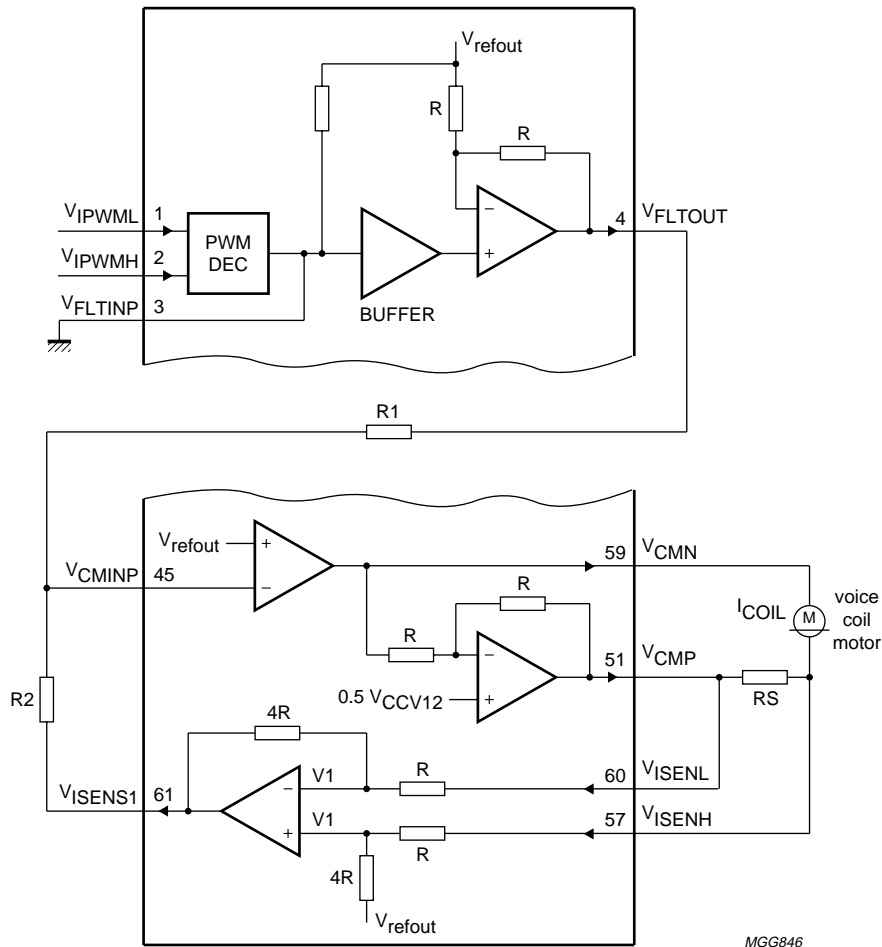 Vrefout
R
R
VIPWML 1
VIPWMH 2
VFLTINP 3
PWM
DEC
BUFFER
-
+
4 VFLTOUT
R1
Vrefout
+
-
VCMINP 45
59 VCMN
R
R
-
+
0.5 VCCV12
51 VCMP
ICOIL
M
voice
coil
motor
RS
R2
4R
VISENS1 61
-
+
V1
V1
R
60 VISENL
R
57 VISENH
4R
Vrefout
MGG846